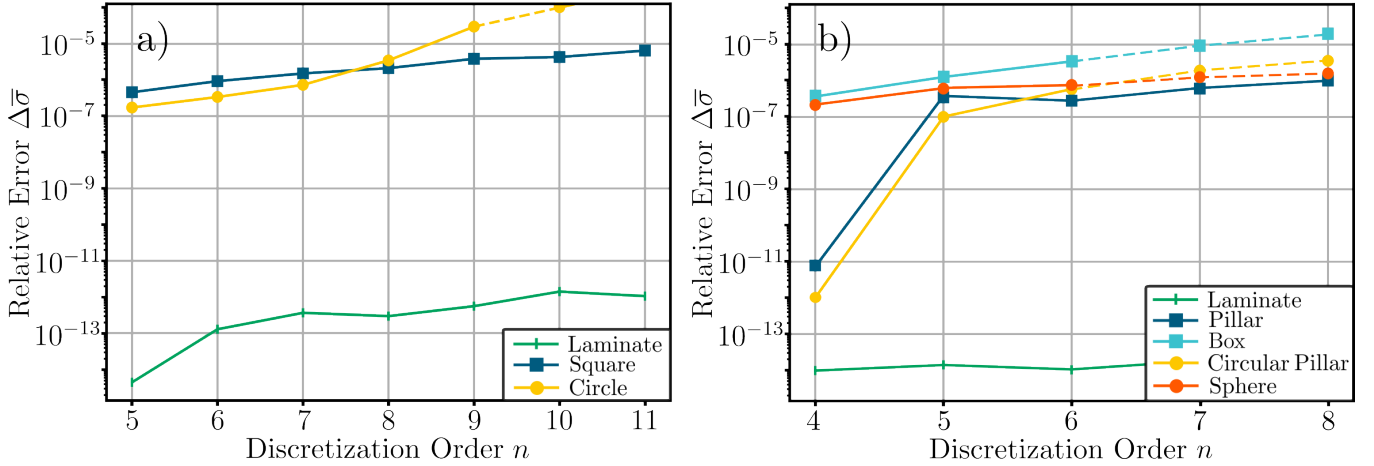 a)
Relative Error Δσ̅
10⁻⁵
10⁻⁷
10⁻⁹
10⁻¹¹
10⁻¹³
Laminate
Square
Circle
5 6 7 8 9 10 11
Discretization Order n
b)
Relative Error Δσ̅
10⁻⁵
10⁻⁷
10⁻⁹
10⁻¹¹
10⁻¹³
Laminate
Pillar
Box
Circular Pillar
Sphere
4 5 6 7 8
Discretization Order n